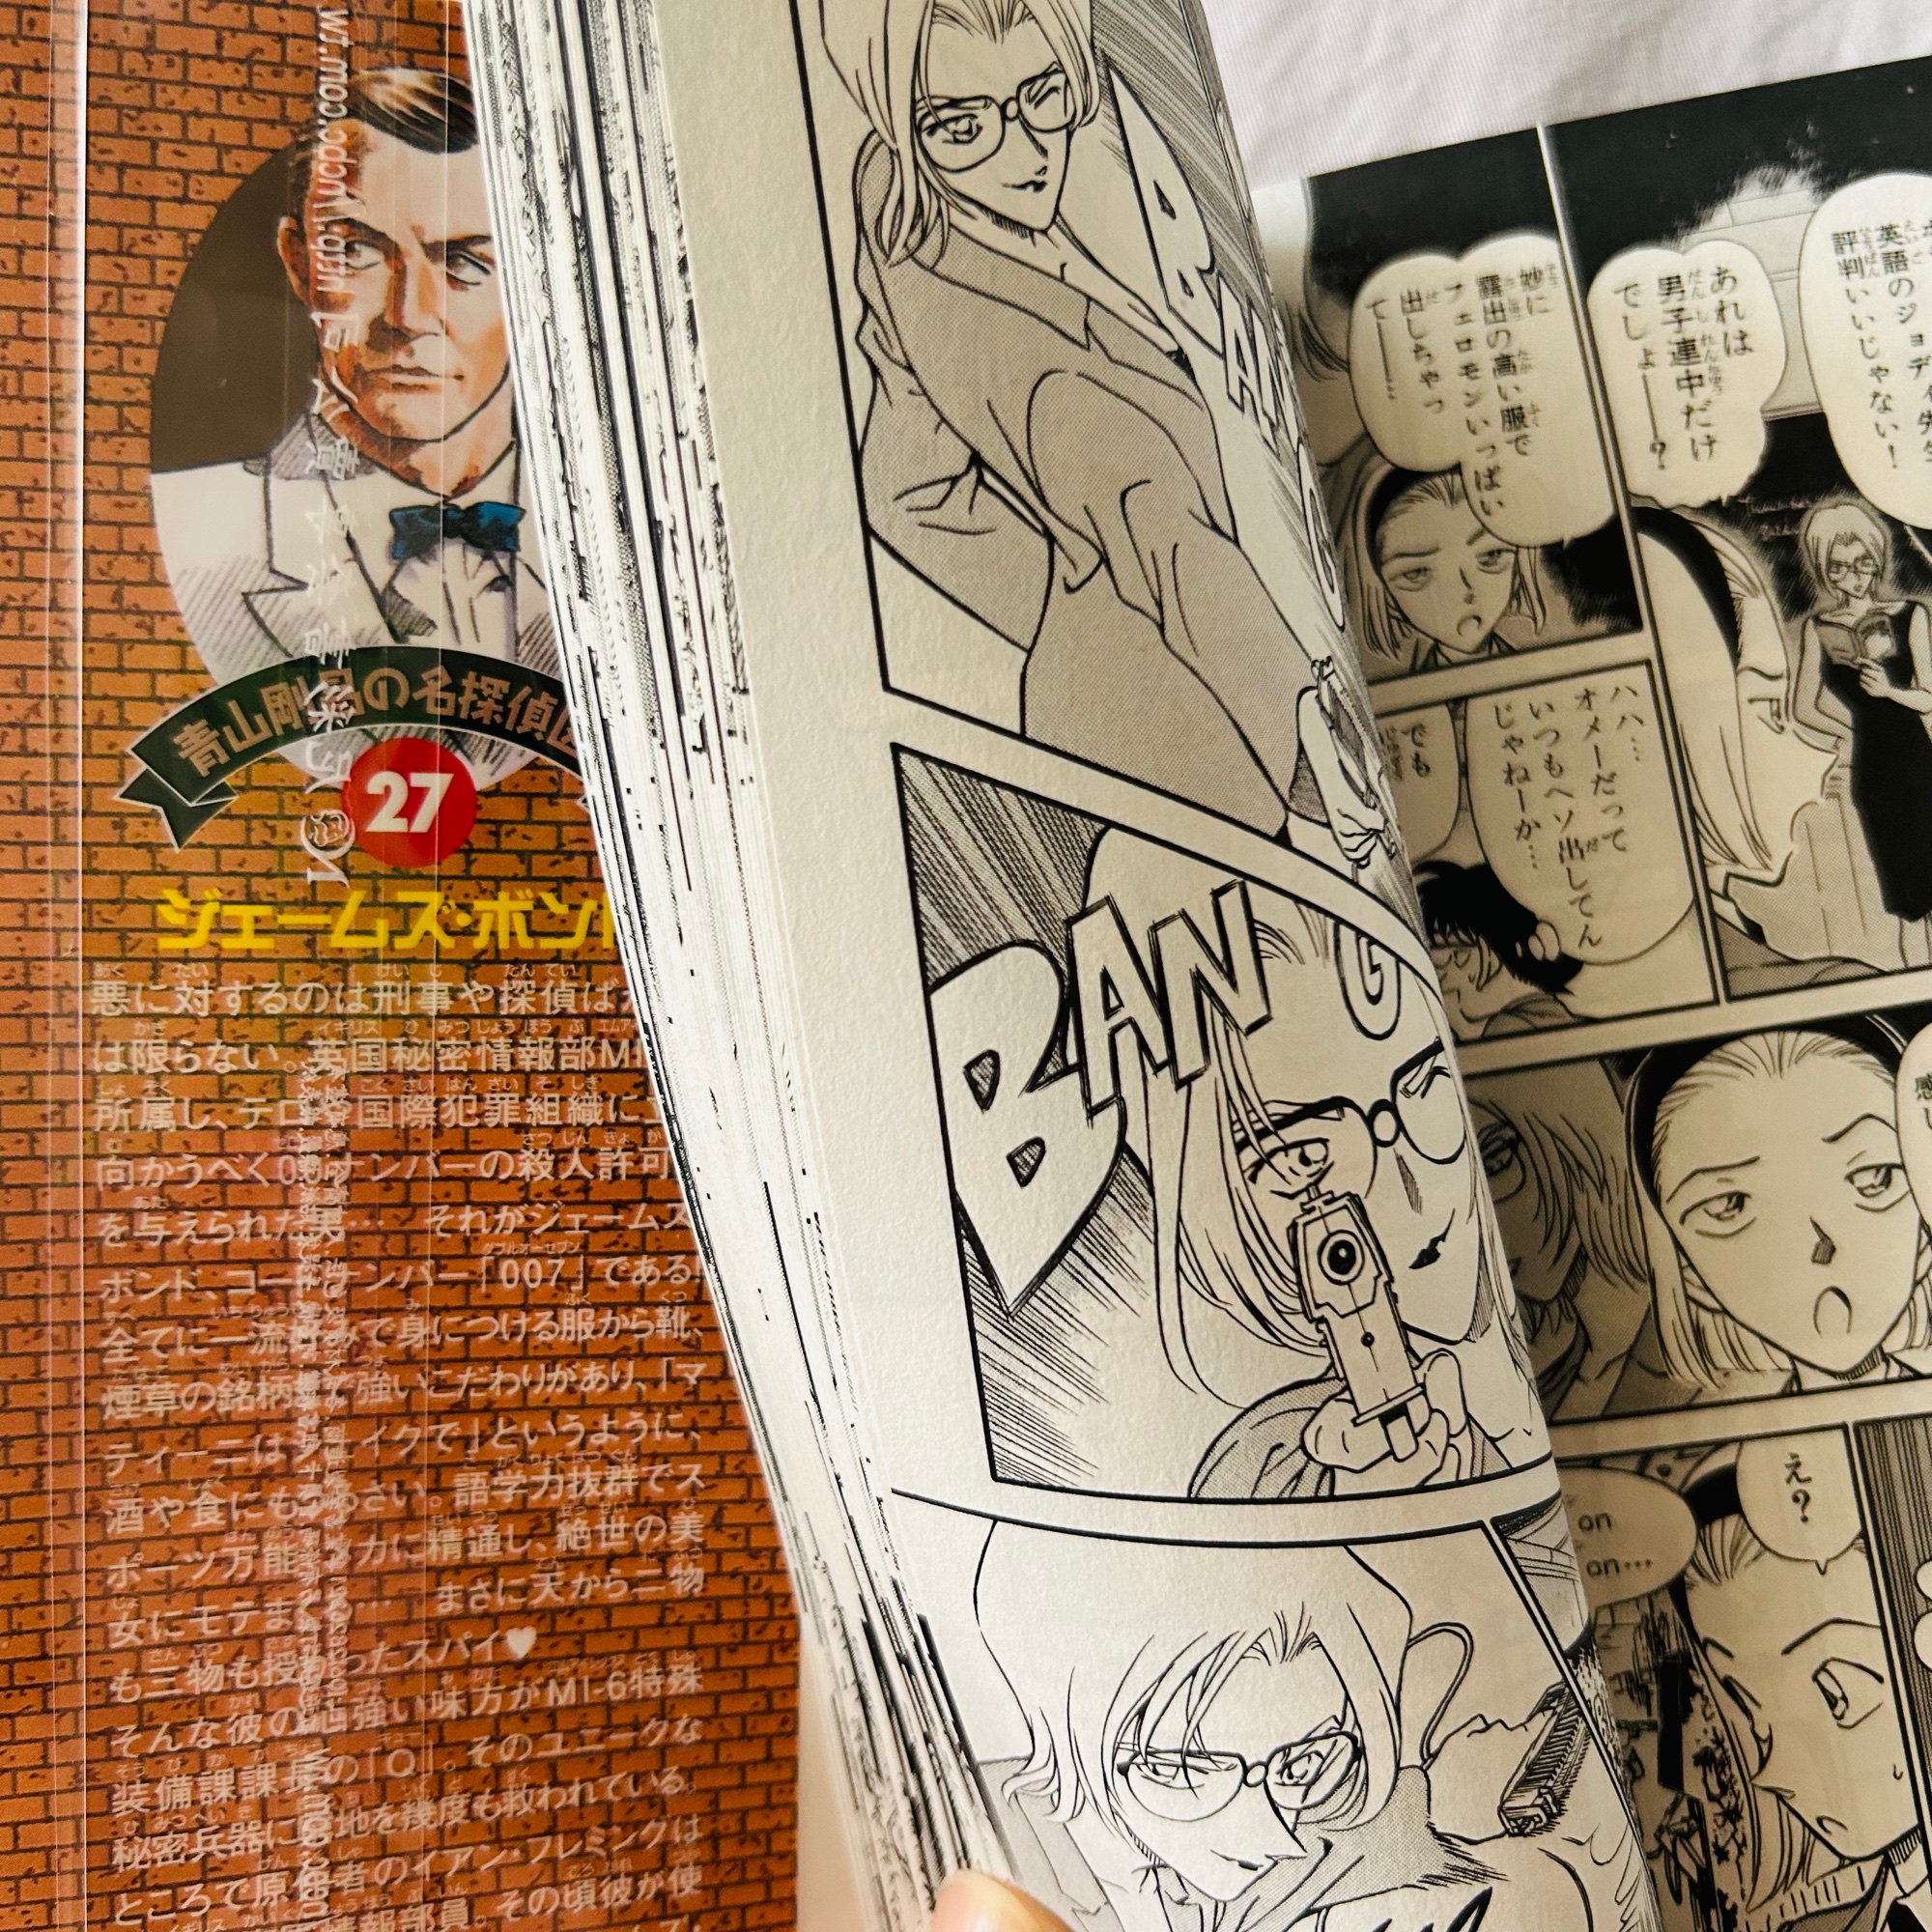 青山剛昌の名探偵
27
ジェームズ・ボン
悪に対するのは刑事や探偵ば
は限らない。英国秘密情報部MI
所属し、テロ 国際犯罪組織に
向かうべく00ナンバーの殺人許可
を与えられた男… それがジェームズ
ボンド、コードナンバー「007」である!
全てに一流 みで身につける服から靴、
煙草の銘柄 で強いこだわりがあり、「マ
ティーニは イクで」というように、
酒や食にもうるさい。語学力抜群でス
ポーツ万能 カに精通し、絶世の美
女にモテま … まさに天から二物
も三物も授 ったスパイ♥
そんな彼の 強い味方がMI-6特殊
装備課課長の「Q」。そのユニークな
秘密兵器に 地を幾度も救われている。
ところで原作者のイアン・フレミングは
情報部員。その頃彼が使
BANG
BANG
英語のジョディ先生
評判いいじゃない!
あれは
男子連中だけ
でしょ——?
妙に
露出の高い服で
フェロモンいっぱい
出しちゃっ
て——…
ハハ…
オメーだって
いつもヘソ出してん
じゃねーか…
でも
え?
on
on…